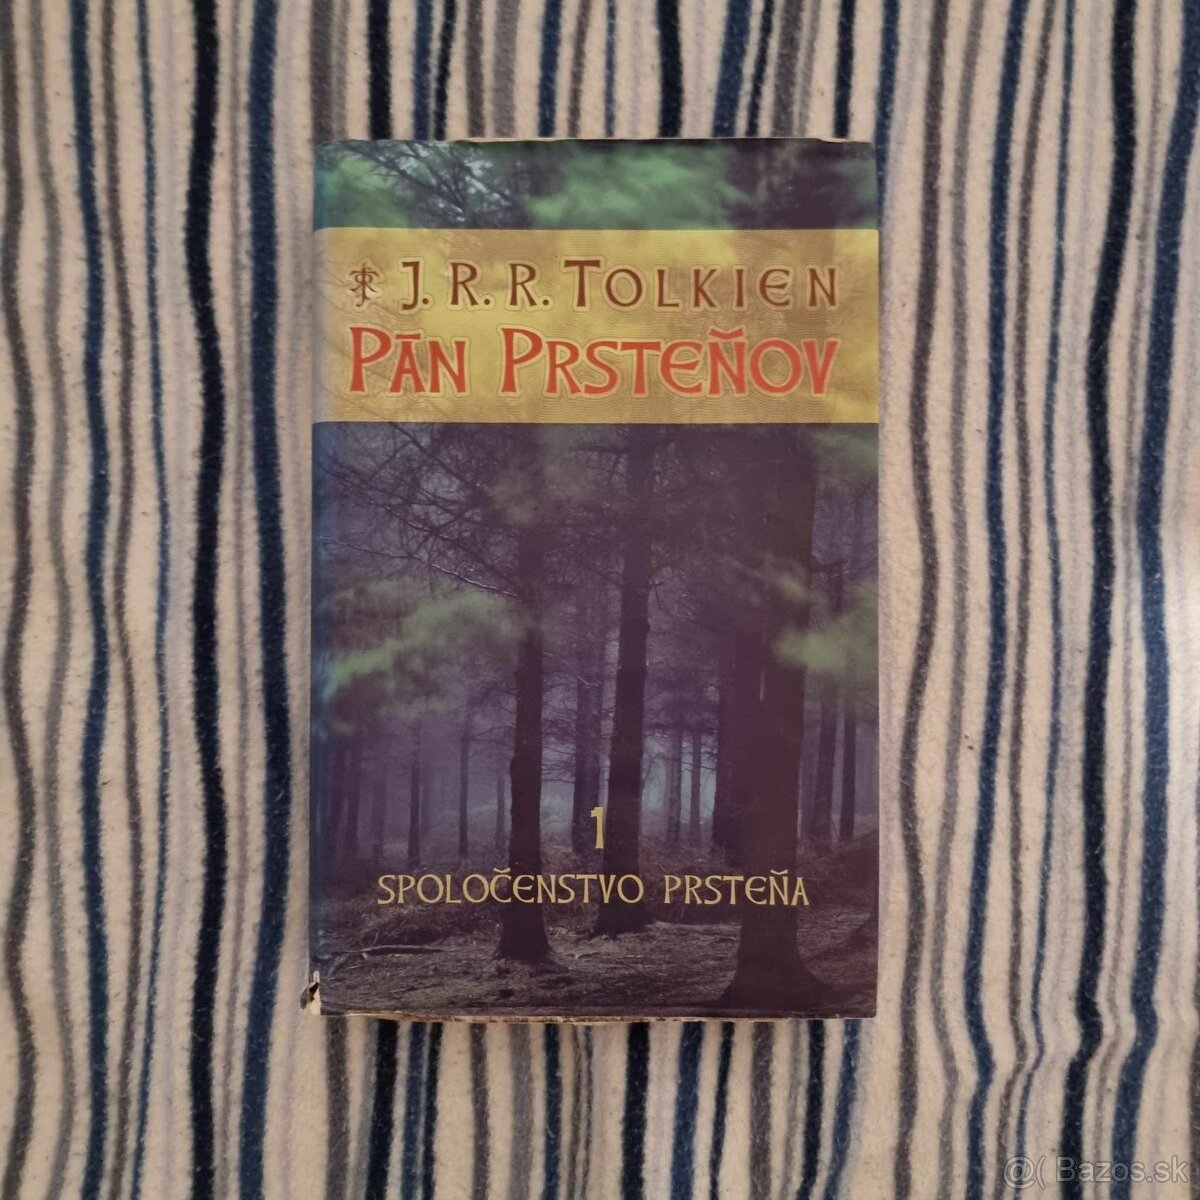 J. R. R. TOLKIEN
PÁN PRSTEŇOV
1
SPOLOČENSTVO PRSTEŇA
@( Bazos.sk